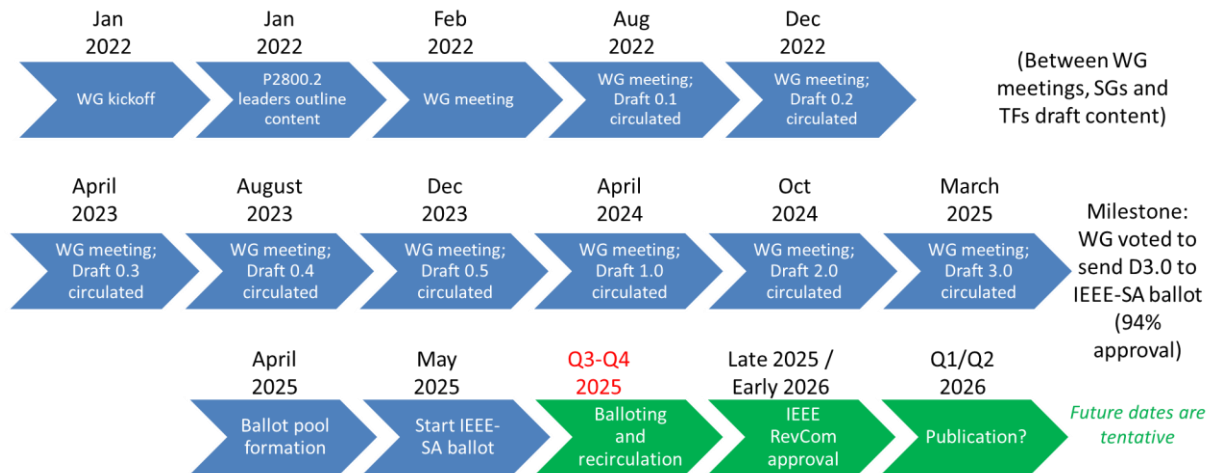 Jan
2022
Jan
2022
Feb
2022
Aug
2022
Dec
2022
WG kickoff
P2800.2
leaders outline
content
WG meeting
WG meeting;
Draft 0.1
circulated
WG meeting;
Draft 0.2
circulated
(Between WG
meetings, SGs and
TFs draft content)
April
2023
August
2023
Dec
2023
April
2024
Oct
2024
March
2025
WG meeting;
Draft 0.3
circulated
WG meeting;
Draft 0.4
circulated
WG meeting;
Draft 0.5
circulated
WG meeting;
Draft 1.0
circulated
WG meeting;
Draft 2.0
circulated
WG meeting;
Draft 3.0
circulated
Milestone:
WG voted to
send D3.0 to
IEEE-SA ballot
(94%
approval)
April
2025
May
2025
Q3-Q4
2025
Late 2025 /
Early 2026
Q1/Q2
2026
Ballot pool
formation
Start IEEE-
SA ballot
Balloting
and
recirculation
IEEE
RevCom
approval
Publication?
Future dates are
tentative